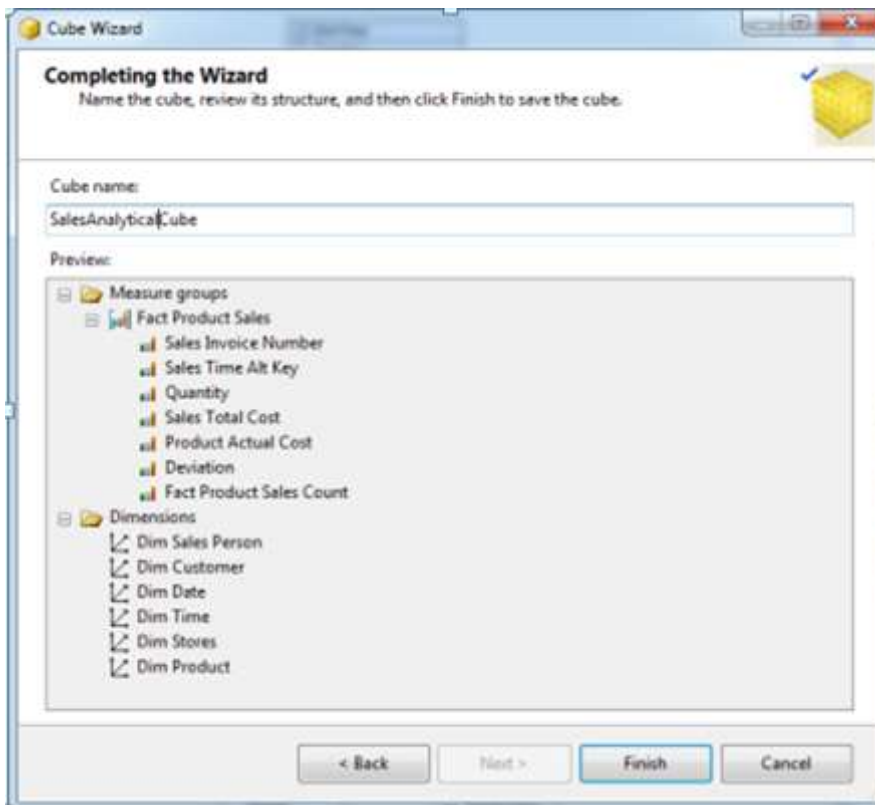 Cube Wizard
Completing the Wizard
Name the cube, review its structure, and then click Finish to save the cube.
Cube name:
SalesAnalyticalCube
Preview:
Measure groups
Fact Product Sales
Sales Invoice Number
Sales Time Alt Key
Quantity
Sales Total Cost
Product Actual Cost
Deviation
Fact Product Sales Count
Dimensions
Dim Sales Person
Dim Customer
Dim Date
Dim Time
Dim Stores
Dim Product
< Back Next > Finish Cancel